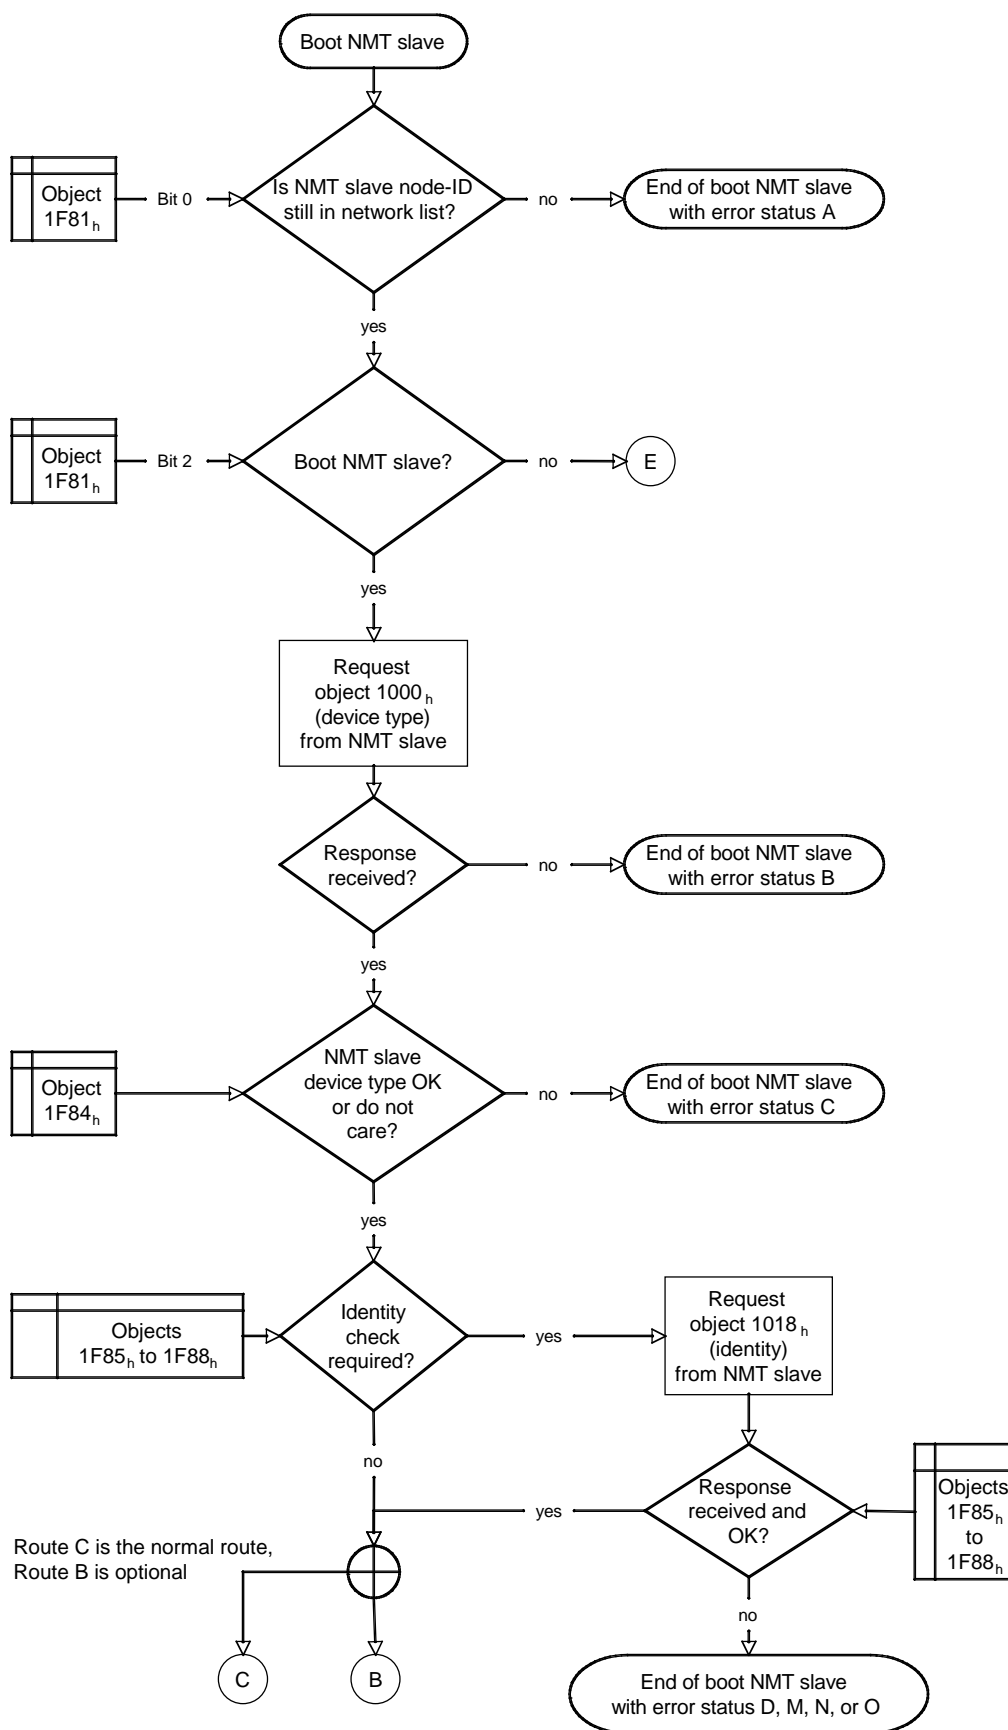 Boot NMT slave
Object
1F81h
Bit 0
Is NMT slave node-ID
still in network list?
no
End of boot NMT slave
with error status A
yes
Object
1F81h
Bit 2
Boot NMT slave?
no
E
yes
Request
object 1000h
(device type)
from NMT slave
Response
received?
no
End of boot NMT slave
with error status B
yes
Object
1F84h
NMT slave
device type OK
or do not
care?
no
End of boot NMT slave
with error status C
yes
Objects
1F85h to 1F88h
Identity
check
required?
yes
Request
object 1018h
(identity)
from NMT slave
no
yes
Response
received and
OK?
Objects
1F85h
to
1F88h
Route C is the normal route,
Route B is optional
no
C
B
End of boot NMT slave
with error status D, M, N, or O